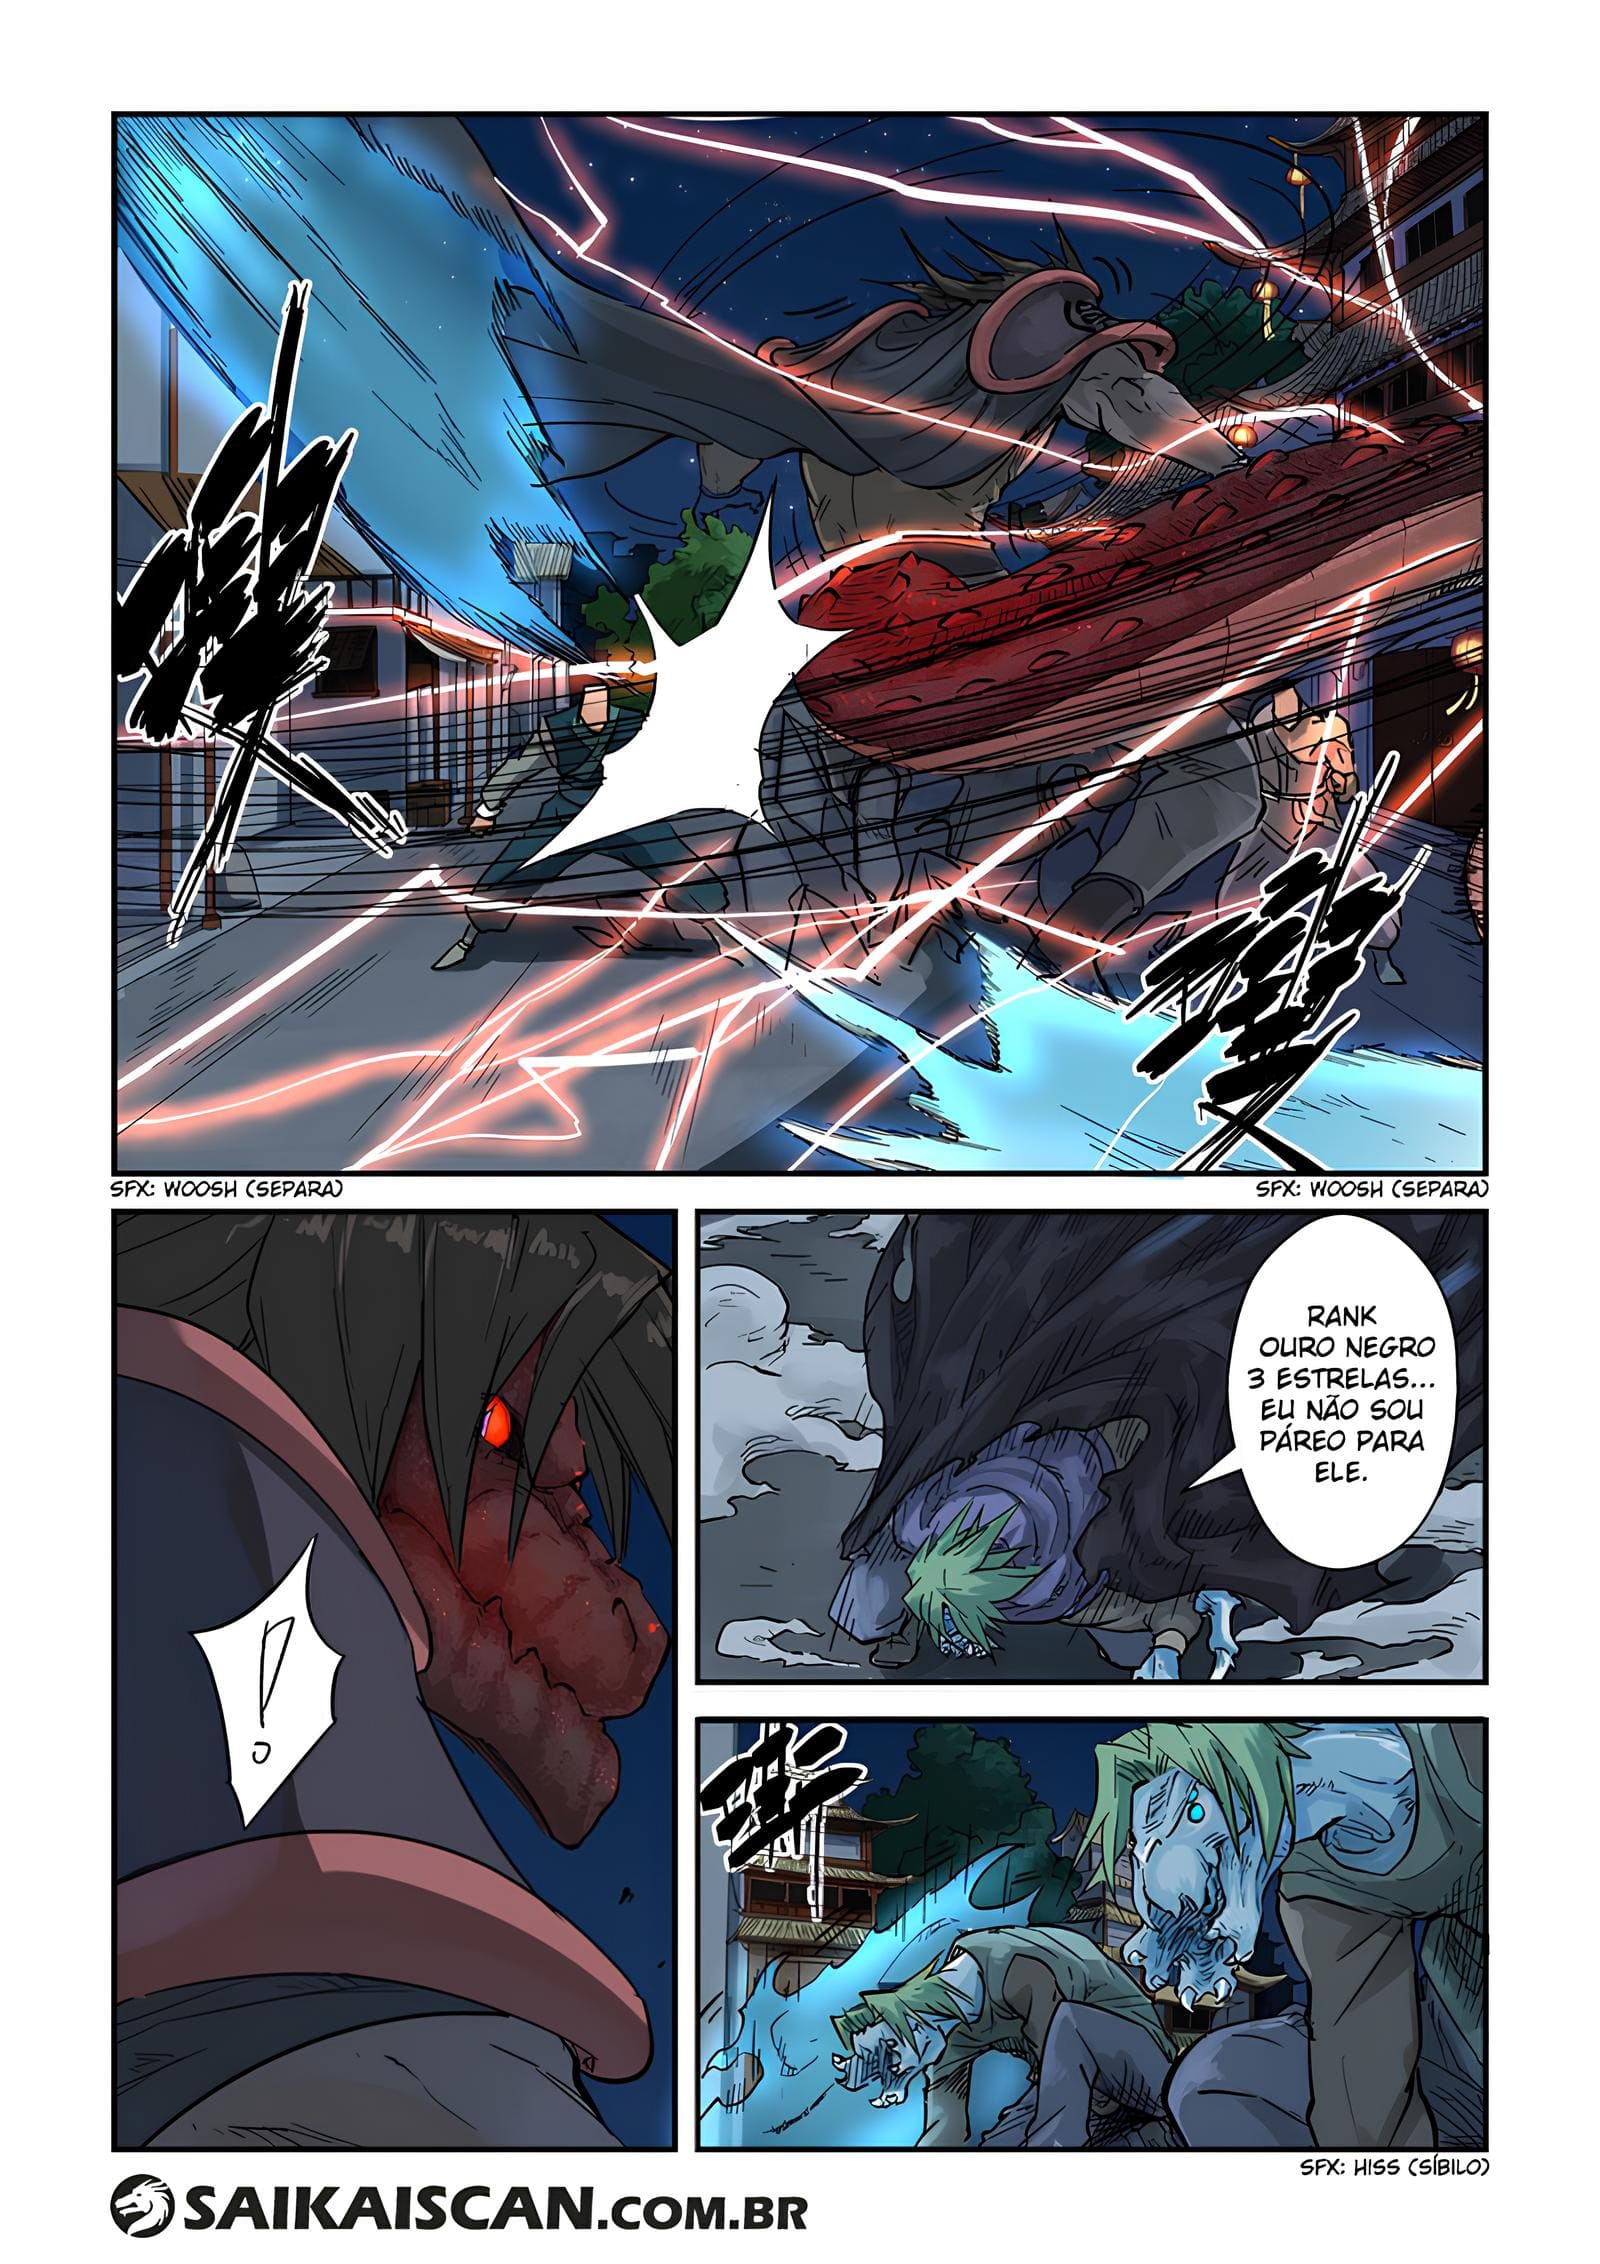 SFX: WOOSH (SEPARA)
SFX: WOOSH (SEPARA)
!
RANK
OURO NEGRO
3 ESTRELAS...
EU NÃO SOU
PÁREO PARA
ELE.
SFX: HISS (SÍBILO)
SAIKAISCAN.COM.BR